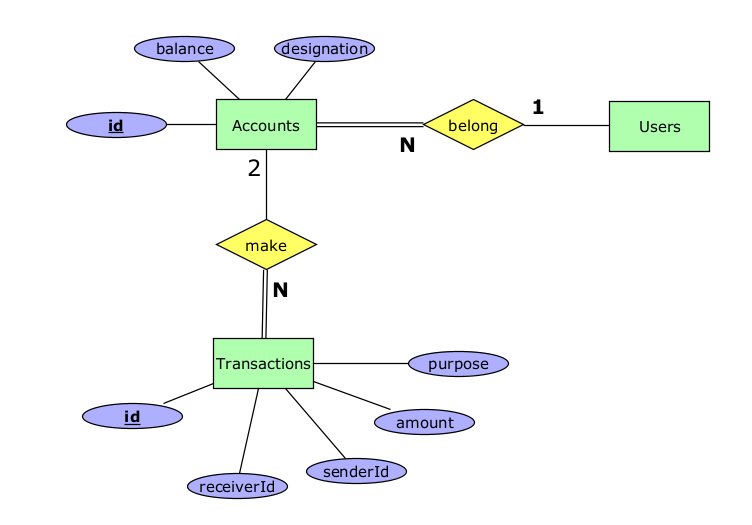 balance
designation
id
Accounts
N
belong
1
Users
2
make
N
Transactions
purpose
id
amount
receiverId
senderId